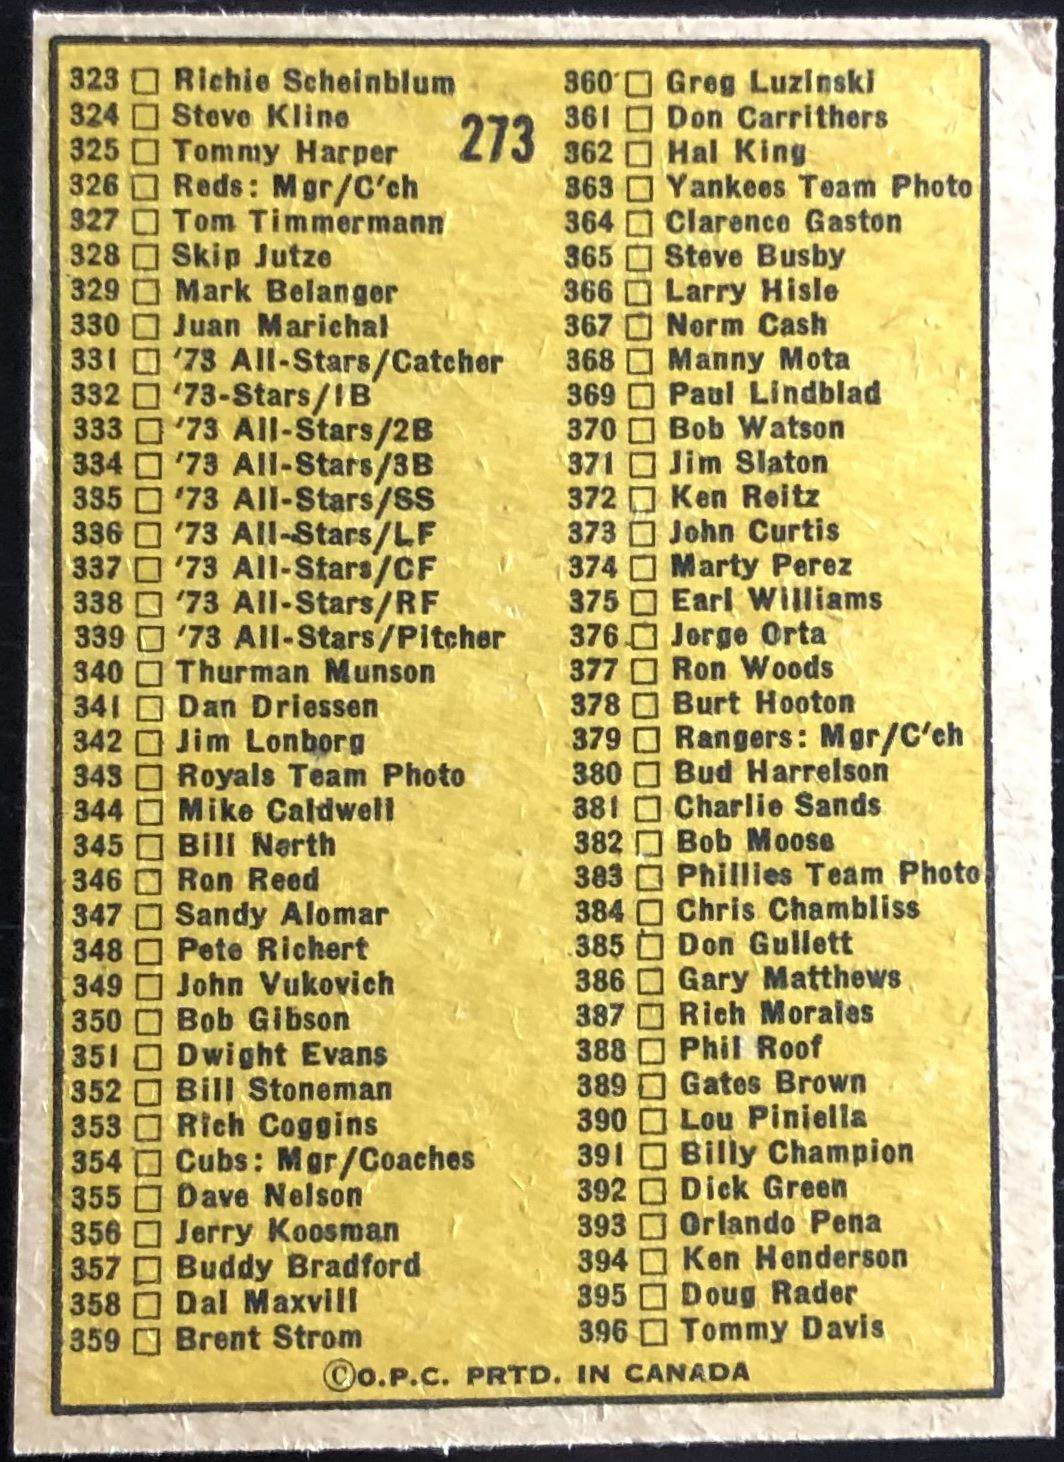 323 Richie Scheinblum
324 Steve Kline
273
325 Tommy Harper
326 Reds: Mgr/C'ch
327 Tom Timmermann
328 Skip Jutze
329 Mark Belanger
330 Juan Marichal
331 '73 All-Stars/Catcher
332 '73-Stars/1B
333 '73 All-Stars/2B
334 '73 All-Stars/3B
335 '73 All-Stars/SS
336 '73 All-Stars/LF
337 '73 All-Stars/CF
338 '73 All-Stars/RF
339 '73 All-Stars/Pitcher
340 Thurman Munson
341 Dan Driessen
342 Jim Lonborg
343 Royals Team Photo
344 Mike Caldwell
345 Bill North
346 Ron Reed
347 Sandy Alomar
348 Pete Richert
349 John Vukovich
350 Bob Gibson
351 Dwight Evans
352 Bill Stoneman
353 Rich Coggins
354 Cubs: Mgr/Coaches
355 Dave Nelson
356 Jerry Koosman
357 Buddy Bradford
358 Dal Maxvill
359 Brent Strom
360 Greg Luzinski
361 Don Carrithers
362 Hal King
363 Yankees Team Photo
364 Clarence Gaston
365 Steve Busby
366 Larry Hisle
367 Norm Cash
368 Manny Mota
369 Paul Lindblad
370 Bob Watson
371 Jim Slaton
372 Ken Reitz
373 John Curtis
374 Marty Perez
375 Earl Williams
376 Jorge Orta
377 Ron Woods
378 Burt Hooton
379 Rangers: Mgr/C'ch
380 Bud Harrelson
381 Charlie Sands
382 Bob Moose
383 Phillies Team Photo
384 Chris Chambliss
385 Don Gullett
386 Gary Matthews
387 Rich Morales
388 Phil Roof
389 Gates Brown
390 Lou Piniella
391 Billy Champion
392 Dick Green
393 Orlando Pena
394 Ken Henderson
395 Doug Rader
396 Tommy Davis
©O.P.C. PRTD. IN CANADA